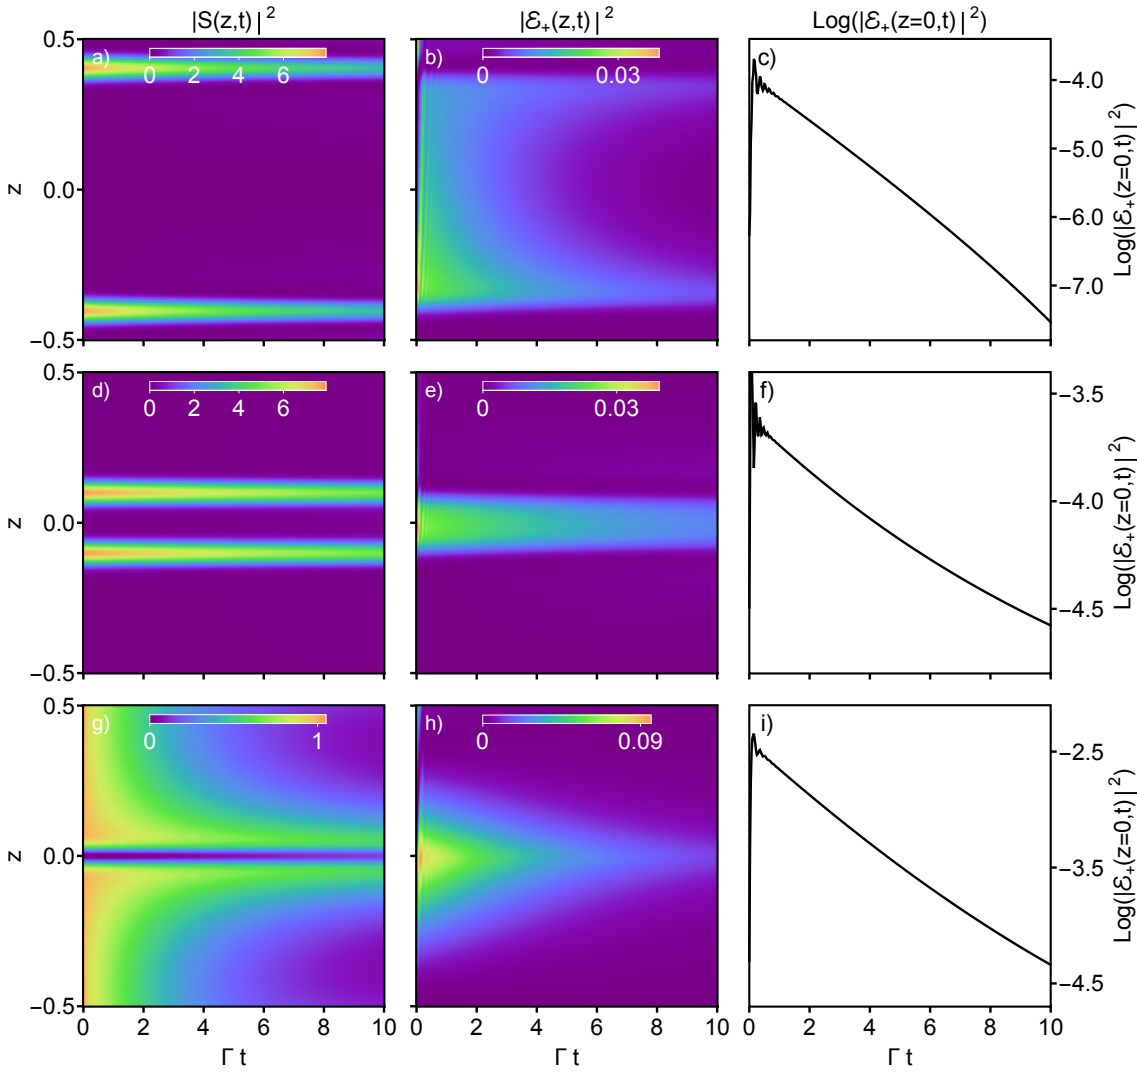 |S(z,t)|²
|ℰ₊(z,t)|²
Log(|ℰ₊(z=0,t)|²)
a)
0 2 4 6
0.5
0.0
−0.5
z
b)
0 0.03
c)
−4.0
−5.0
−6.0
−7.0
Log(|ℰ₊(z=0,t)|²)
d)
0 2 4 6
0.5
0.0
−0.5
z
e)
0 0.03
f)
−3.5
−4.0
−4.5
Log(|ℰ₊(z=0,t)|²)
g)
0 1
0.5
0.0
−0.5
z
h)
0 0.09
i)
−2.5
−3.5
−4.5
Log(|ℰ₊(z=0,t)|²)
0 2 4 6 8 10
0 2 4 6 8 10
0 2 4 6 8 10
Γ t
Γ t
Γ t